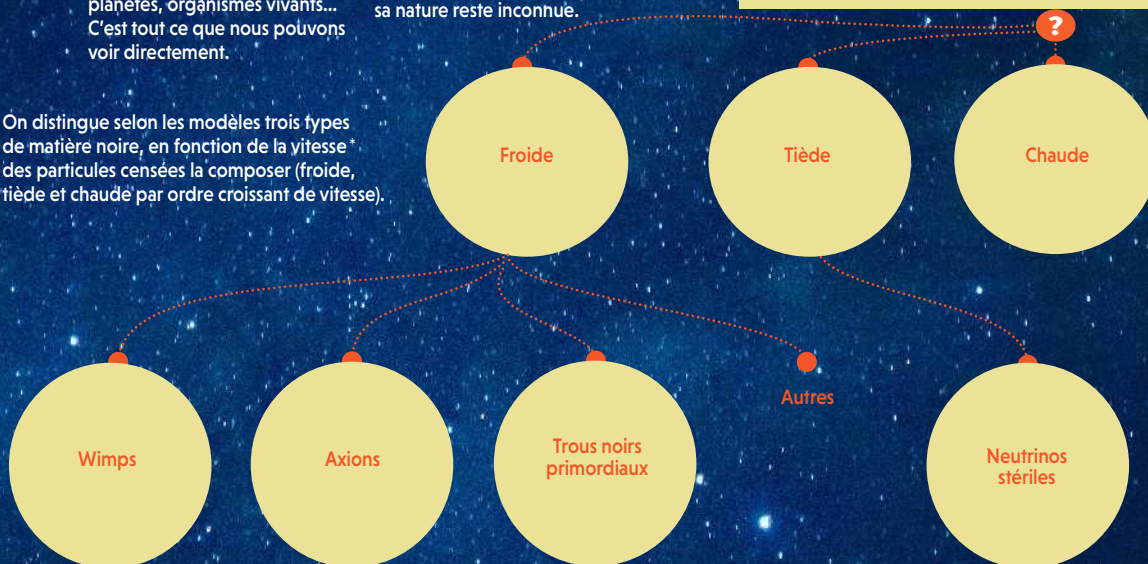 planètes, organismes vivants...
C'est tout ce que nous pouvons
voir directement.
sa nature reste inconnue.
?
On distingue selon les modèles trois types
de matière noire, en fonction de la vitesse*
des particules censées la composer (froide,
tiède et chaude par ordre croissant de vitesse).
Froide
Tiède
Chaude
Wimps
Axions
Trous noirs
primordiaux
Autres
Neutrinos
stériles